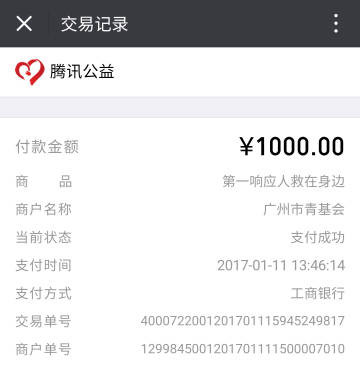 交易记录
腾讯公益
付款金额 ¥1000.00
商 品 第一响应人救在身边
商户名称 广州市青基会
当前状态 支付成功
支付时间 2017-01-11 13:46:14
支付方式 工商银行
交易单号 4000722001201701115945249817
商户单号 1299845001201701111500007010